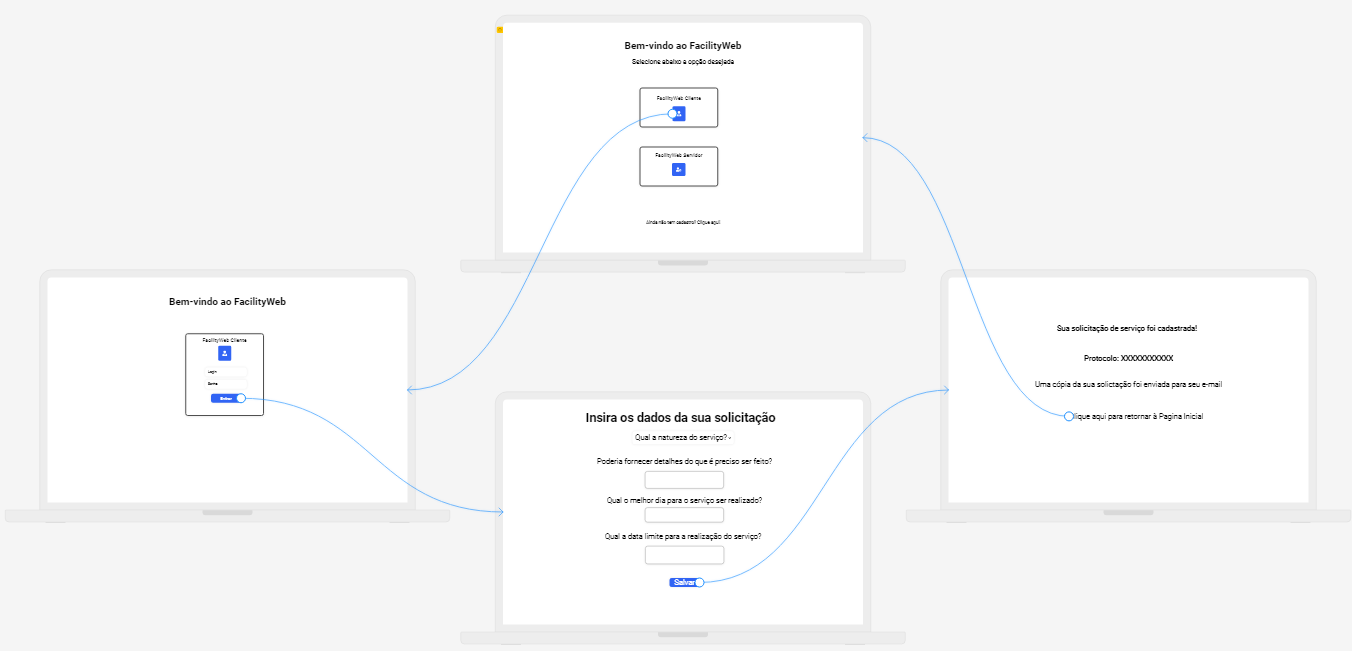 Bem-vindo ao FacilityWeb
Selecione abaixo a opção desejada
FacilityWeb Cliente
FacilityWeb Servidor
Ainda não tem cadastro? Clique aqui!
Bem-vindo ao FacilityWeb
FacilityWeb Cliente
Login
Senha
Entrar
Insira os dados da sua solicitação
Qual a natureza do serviço?
Poderia fornecer detalhes do que é preciso ser feito?
Qual o melhor dia para o serviço ser realizado?
Qual a data limite para a realização do serviço?
Salvar
Sua solicitação de serviço foi cadastrada!
Protocolo: XXXXXXXXXXX
Uma cópia da sua solictação foi enviada para seu e-mail
lique aqui para retornar à Pagina Inicial